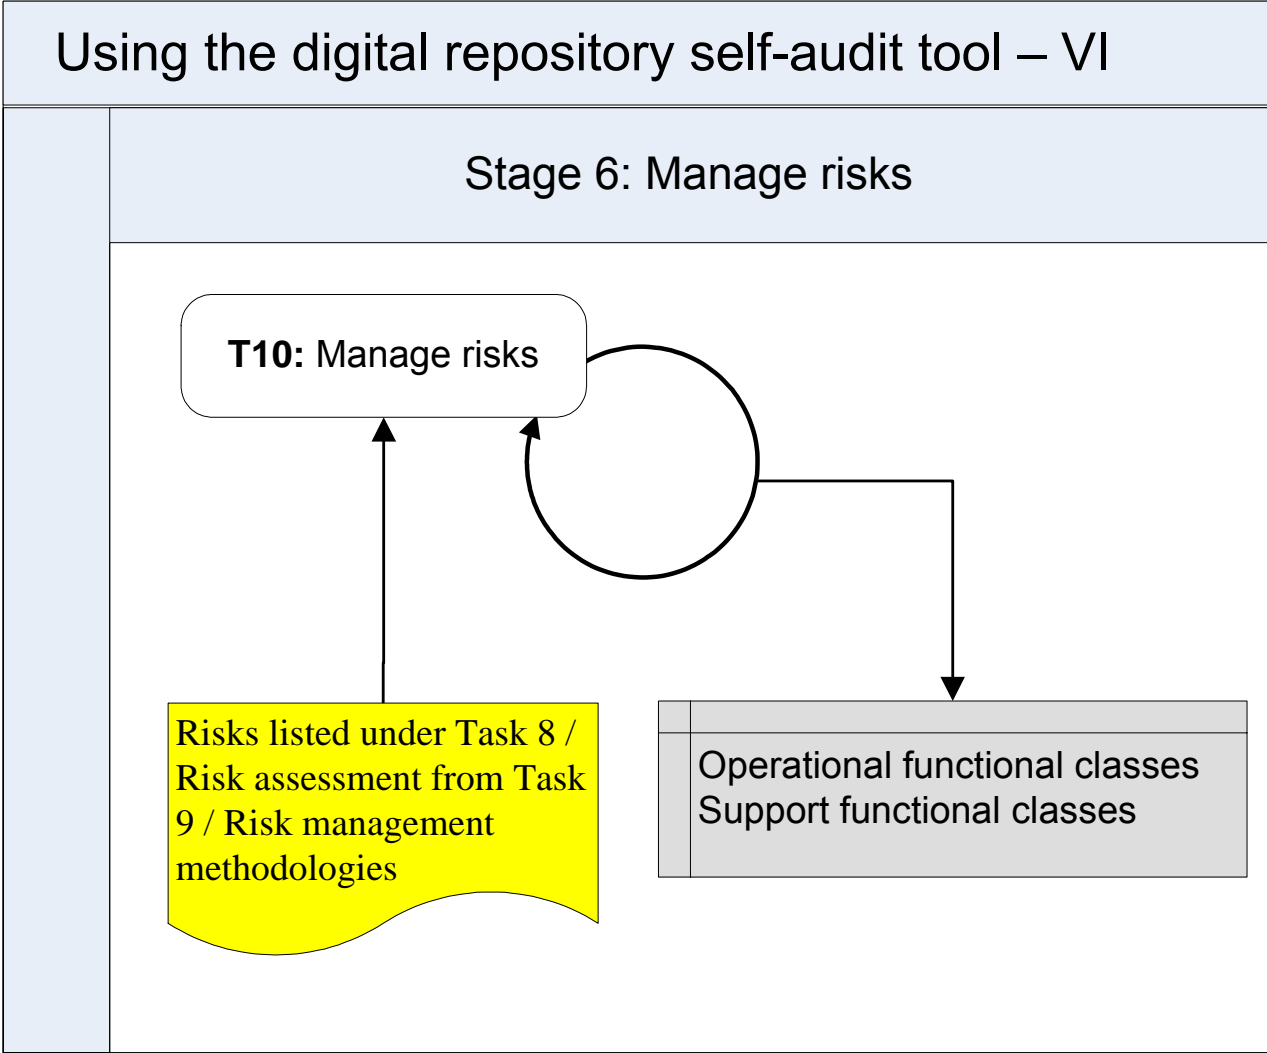 Using the digital repository self-audit tool – VI
Stage 6: Manage risks
T10: Manage risks
Risks listed under Task 8 /
Risk assessment from Task
9 / Risk management
methodologies
Operational functional classes
Support functional classes